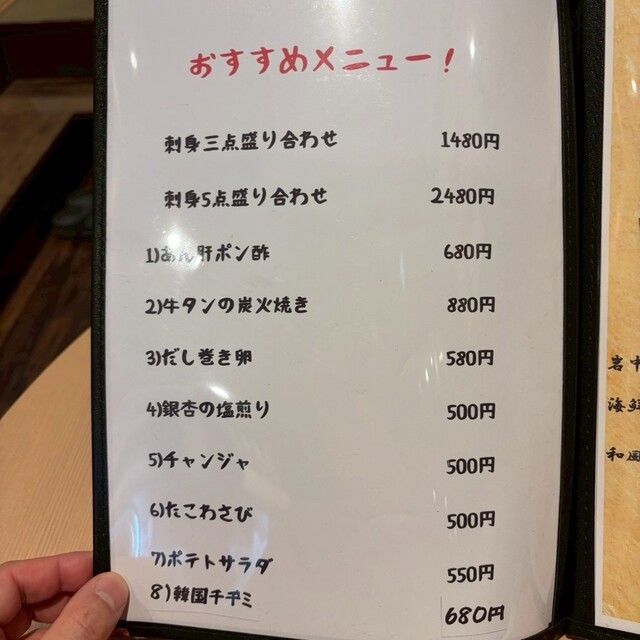 おすすめメニュー！
刺身三点盛り合わせ 1480円
刺身5点盛り合わせ 2480円
1)あん肝ポン酢 680円
2)牛タンの炭火焼き 880円
3)だし巻き卵 580円
4)銀杏の塩煎り 500円
5)チャンジャ 500円
6)たこわさび 500円
7)ポテトサラダ 550円
8)韓国チヂミ 680円
岩中
海鮮
和風